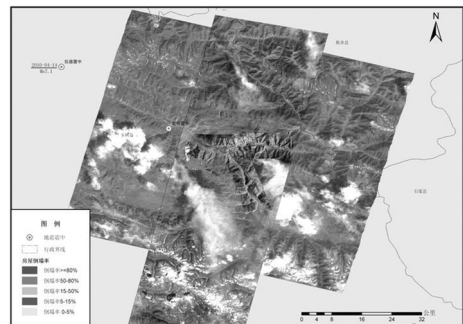 N
2010-04-14
Ms7.1
图 例
地震震中
行政界线
房屋倒塌率
倒塌率>=80%
倒塌率50-80%
倒塌率15-50%
倒塌率5-15%
倒塌率 0-5%
0 4 8 16 24 32
公里